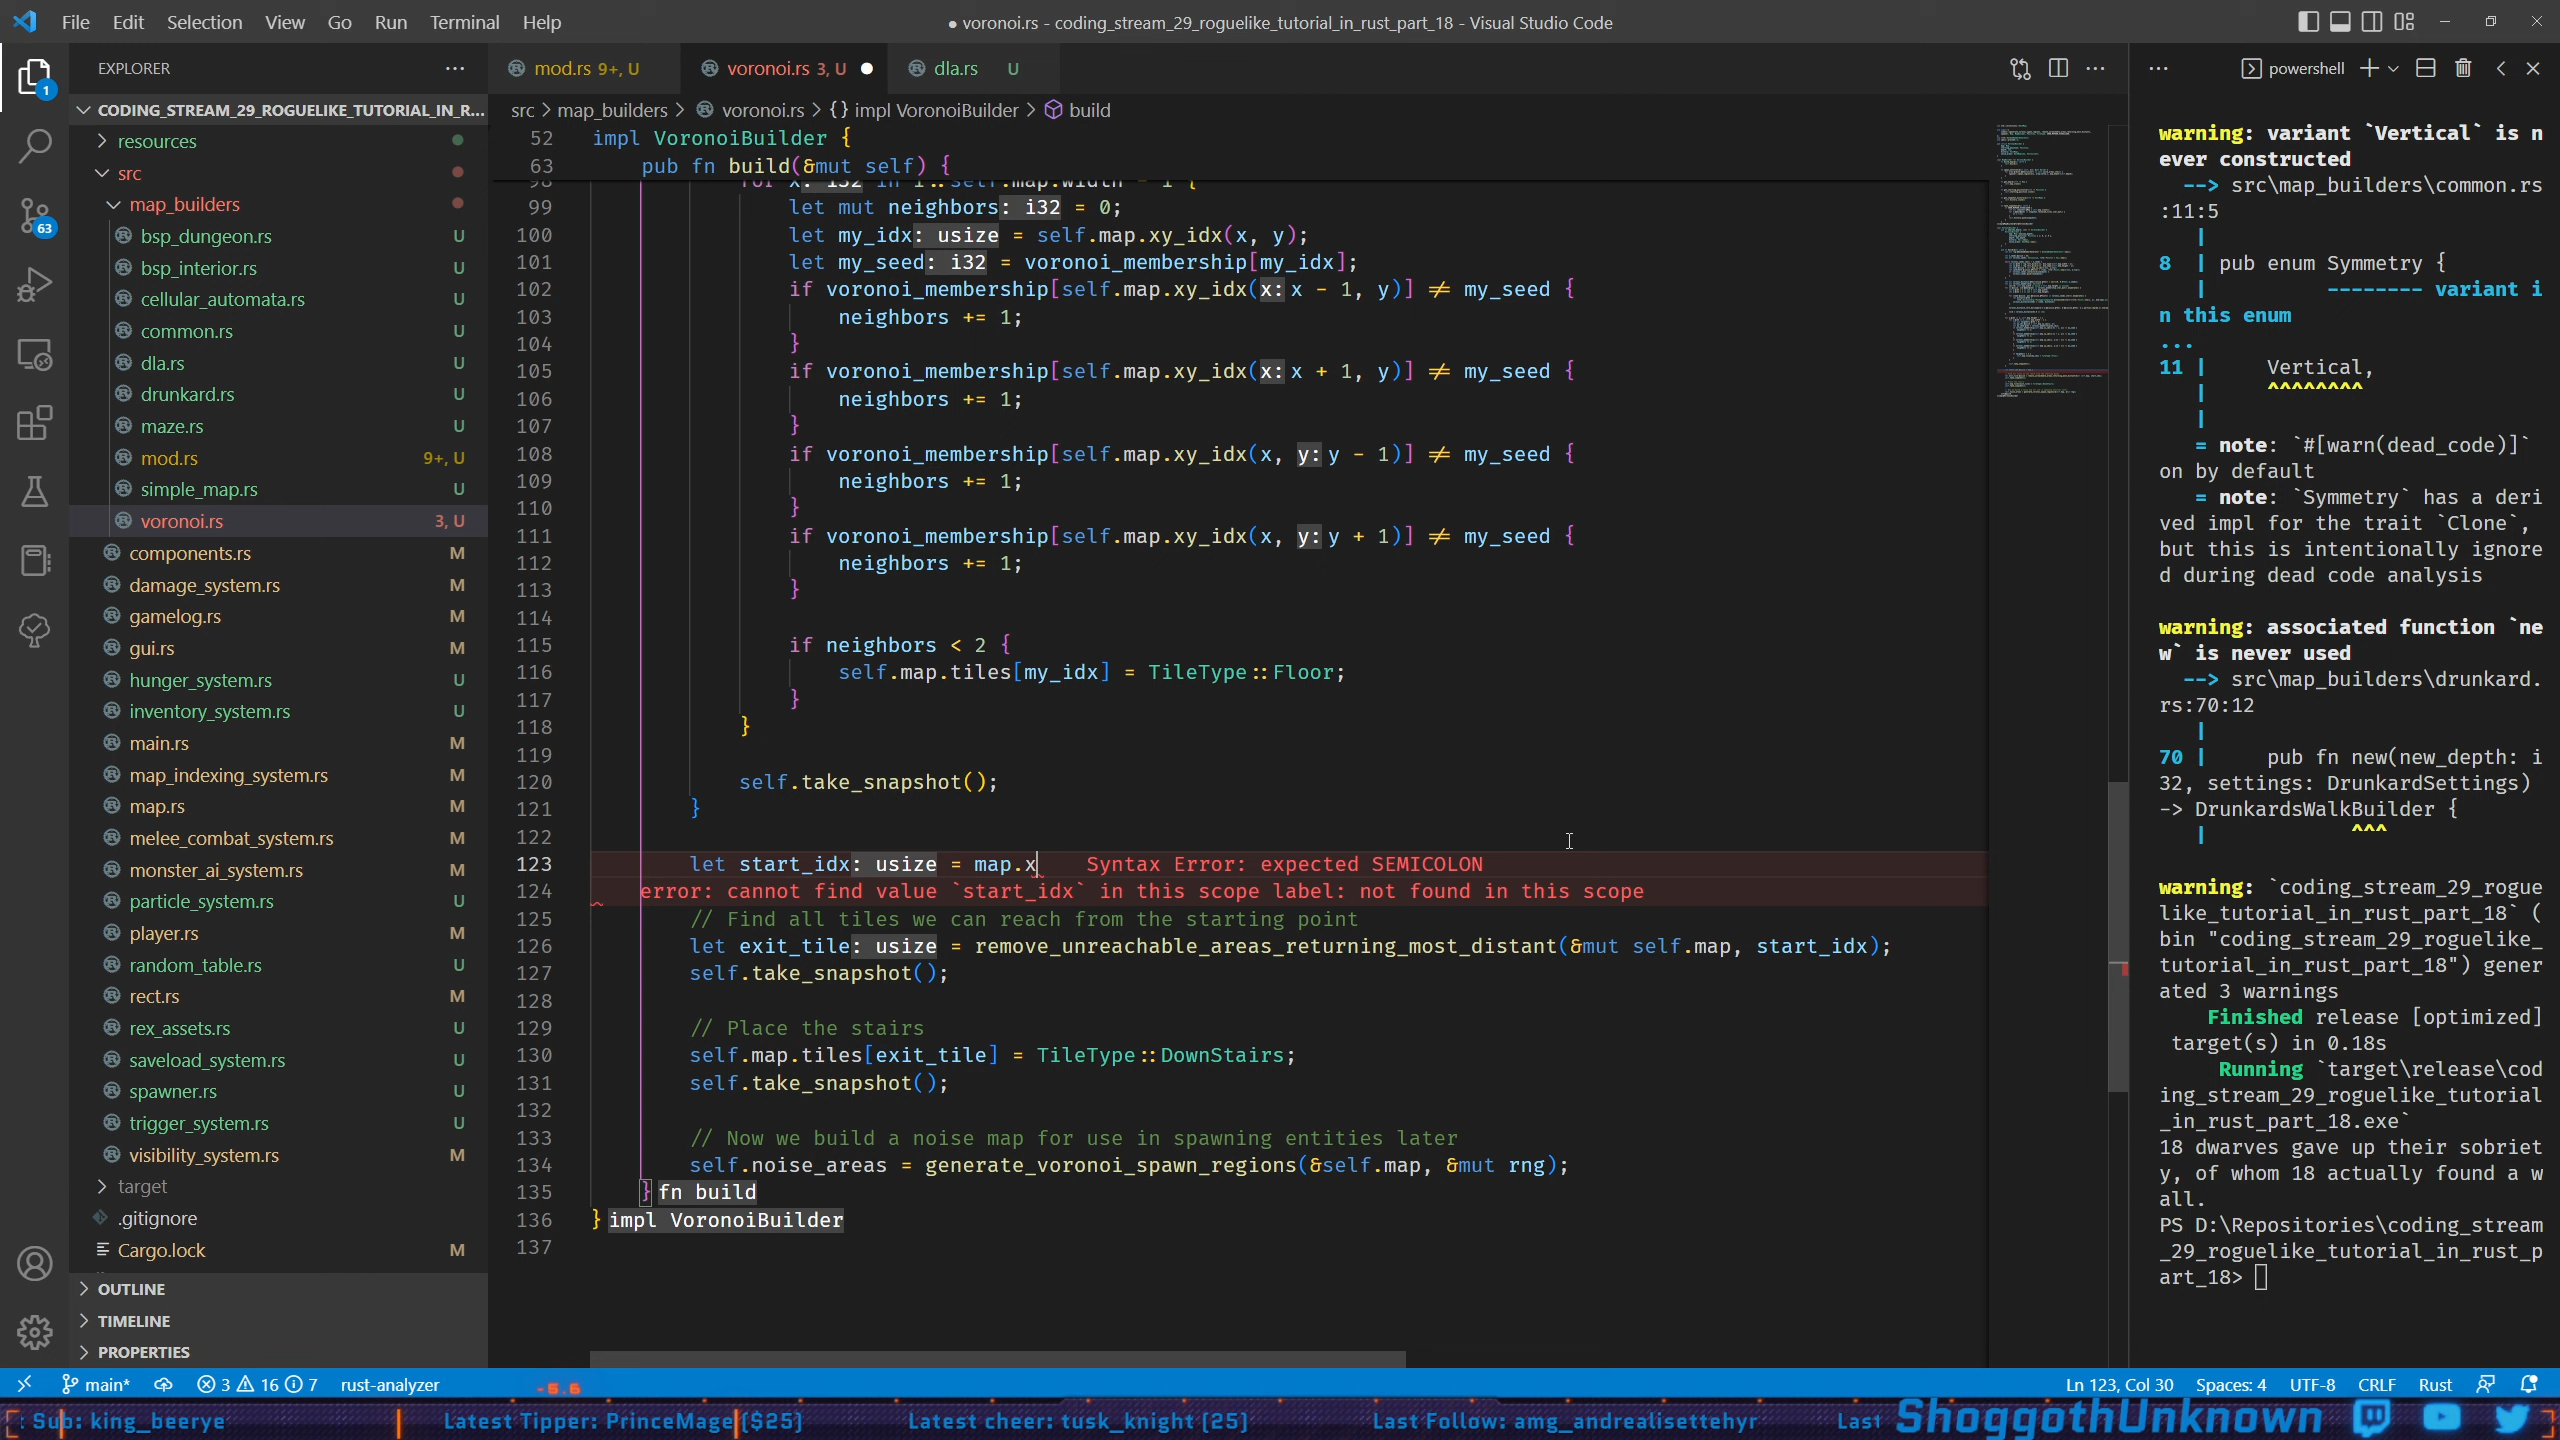 File Edit Selection View Go Run Terminal Help
● voronoi.rs - coding_stream_29_roguelike_tutorial_in_rust_part_18 - Visual Studio Code
EXPLORER
CODING_STREAM_29_ROGUELIKE_TUTORIAL_IN_R...
resources
src
map_builders
bsp_dungeon.rs U
bsp_interior.rs U
cellular_automata.rs U
common.rs U
dla.rs U
drunkard.rs U
maze.rs U
mod.rs 9+, U
simple_map.rs U
voronoi.rs 3, U
components.rs M
damage_system.rs M
gamelog.rs M
gui.rs M
hunger_system.rs U
inventory_system.rs U
main.rs M
map_indexing_system.rs M
map.rs M
melee_combat_system.rs M
monster_ai_system.rs M
particle_system.rs U
player.rs M
random_table.rs U
rect.rs M
rex_assets.rs U
saveload_system.rs U
spawner.rs U
trigger_system.rs U
visibility_system.rs M
target
.gitignore
Cargo.lock M
OUTLINE
TIMELINE
PROPERTIES
1
63
mod.rs 9+, U
voronoi.rs 3, U ●
dla.rs U
src > map_builders > voronoi.rs > {} impl VoronoiBuilder > build
52 impl VoronoiBuilder {
63 pub fn build(&mut self) {
98 for x: i32 in 1..self.map.width - 1 {
99 let mut neighbors: i32 = 0;
100 let my_idx: usize = self.map.xy_idx(x, y);
101 let my_seed: i32 = voronoi_membership[my_idx];
102 if voronoi_membership[self.map.xy_idx(x: x - 1, y)] ≠ my_seed {
103 neighbors += 1;
104 }
105 if voronoi_membership[self.map.xy_idx(x: x + 1, y)] ≠ my_seed {
106 neighbors += 1;
107 }
108 if voronoi_membership[self.map.xy_idx(x, y: y - 1)] ≠ my_seed {
109 neighbors += 1;
110 }
111 if voronoi_membership[self.map.xy_idx(x, y: y + 1)] ≠ my_seed {
112 neighbors += 1;
113 }
114
115 if neighbors < 2 {
116 self.map.tiles[my_idx] = TileType::Floor;
117 }
118 }
119
120 self.take_snapshot();
121 }
122
123 let start_idx: usize = map.x Syntax Error: expected SEMICOLON
124 error: cannot find value `start_idx` in this scope label: not found in this scope
125 // Find all tiles we can reach from the starting point
126 let exit_tile: usize = remove_unreachable_areas_returning_most_distant(&mut self.map, start_idx);
127 self.take_snapshot();
128
129 // Place the stairs
130 self.map.tiles[exit_tile] = TileType::DownStairs;
131 self.take_snapshot();
132
133 // Now we build a noise map for use in spawning entities later
134 self.noise_areas = generate_voronoi_spawn_regions(&self.map, &mut rng);
135 } fn build
136 } impl VoronoiBuilder
137
powershell
warning: variant `Vertical` is n
ever constructed
--> src\map_builders\common.rs
:11:5
|
8 | pub enum Symmetry {
| -------- variant i
n this enum
...
11 | Vertical,
| ^^^^^^^^
|
= note: `#[warn(dead_code)]`
on by default
= note: `Symmetry` has a deri
ved impl for the trait `Clone`,
but this is intentionally ignore
d during dead code analysis
warning: associated function `ne
w` is never used
--> src\map_builders\drunkard.
rs:70:12
|
70 | pub fn new(new_depth: i
32, settings: DrunkardSettings)
-> DrunkardsWalkBuilder {
| ^^^
warning: `coding_stream_29_rogue
like_tutorial_in_rust_part_18` (
bin "coding_stream_29_roguelike_
tutorial_in_rust_part_18") gener
ated 3 warnings
Finished release [optimized]
target(s) in 0.18s
Running `target\release\cod
ing_stream_29_roguelike_tutorial
_in_rust_part_18.exe`
18 dwarves gave up their sobriet
y, of whom 18 actually found a w
all.
PS D:\Repositories\coding_stream
_29_roguelike_tutorial_in_rust_p
art_18>
main* 3 16 7 rust-analyzer
-6.6
Ln 123, Col 30 Spaces: 4 UTF-8 CRLF Rust
Sub: king_beerye
Latest Tipper: PrinceMage ($25)
Latest cheer: tusk_knight (25)
Last Follow: amg_andrealisettehyr
Last
ShoggothUnknown